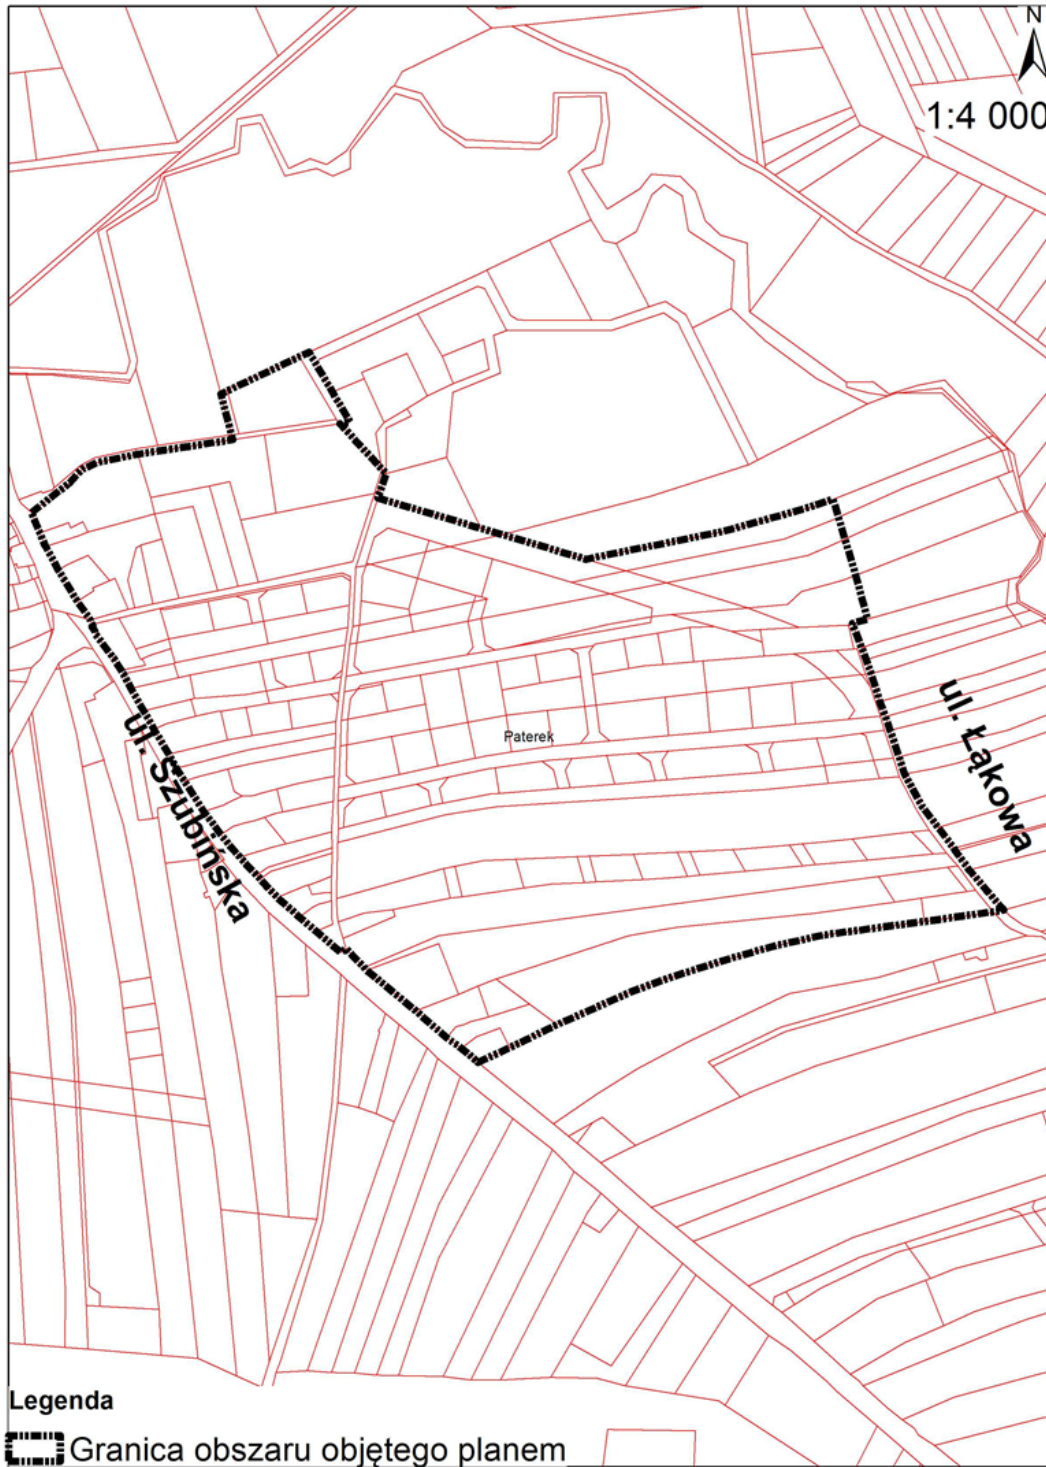 N
1:4 000
ul. Łąkowa
Paterek
ul. Szubińska
Legenda
Granica obszaru objętego planem